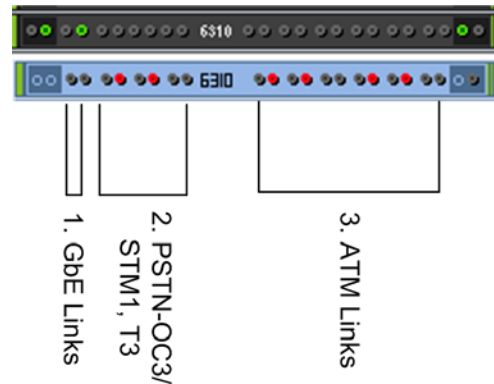 6310
6310
1. GbE Links
2. PSTN-OC3/
STM1, T3
3. ATM Links